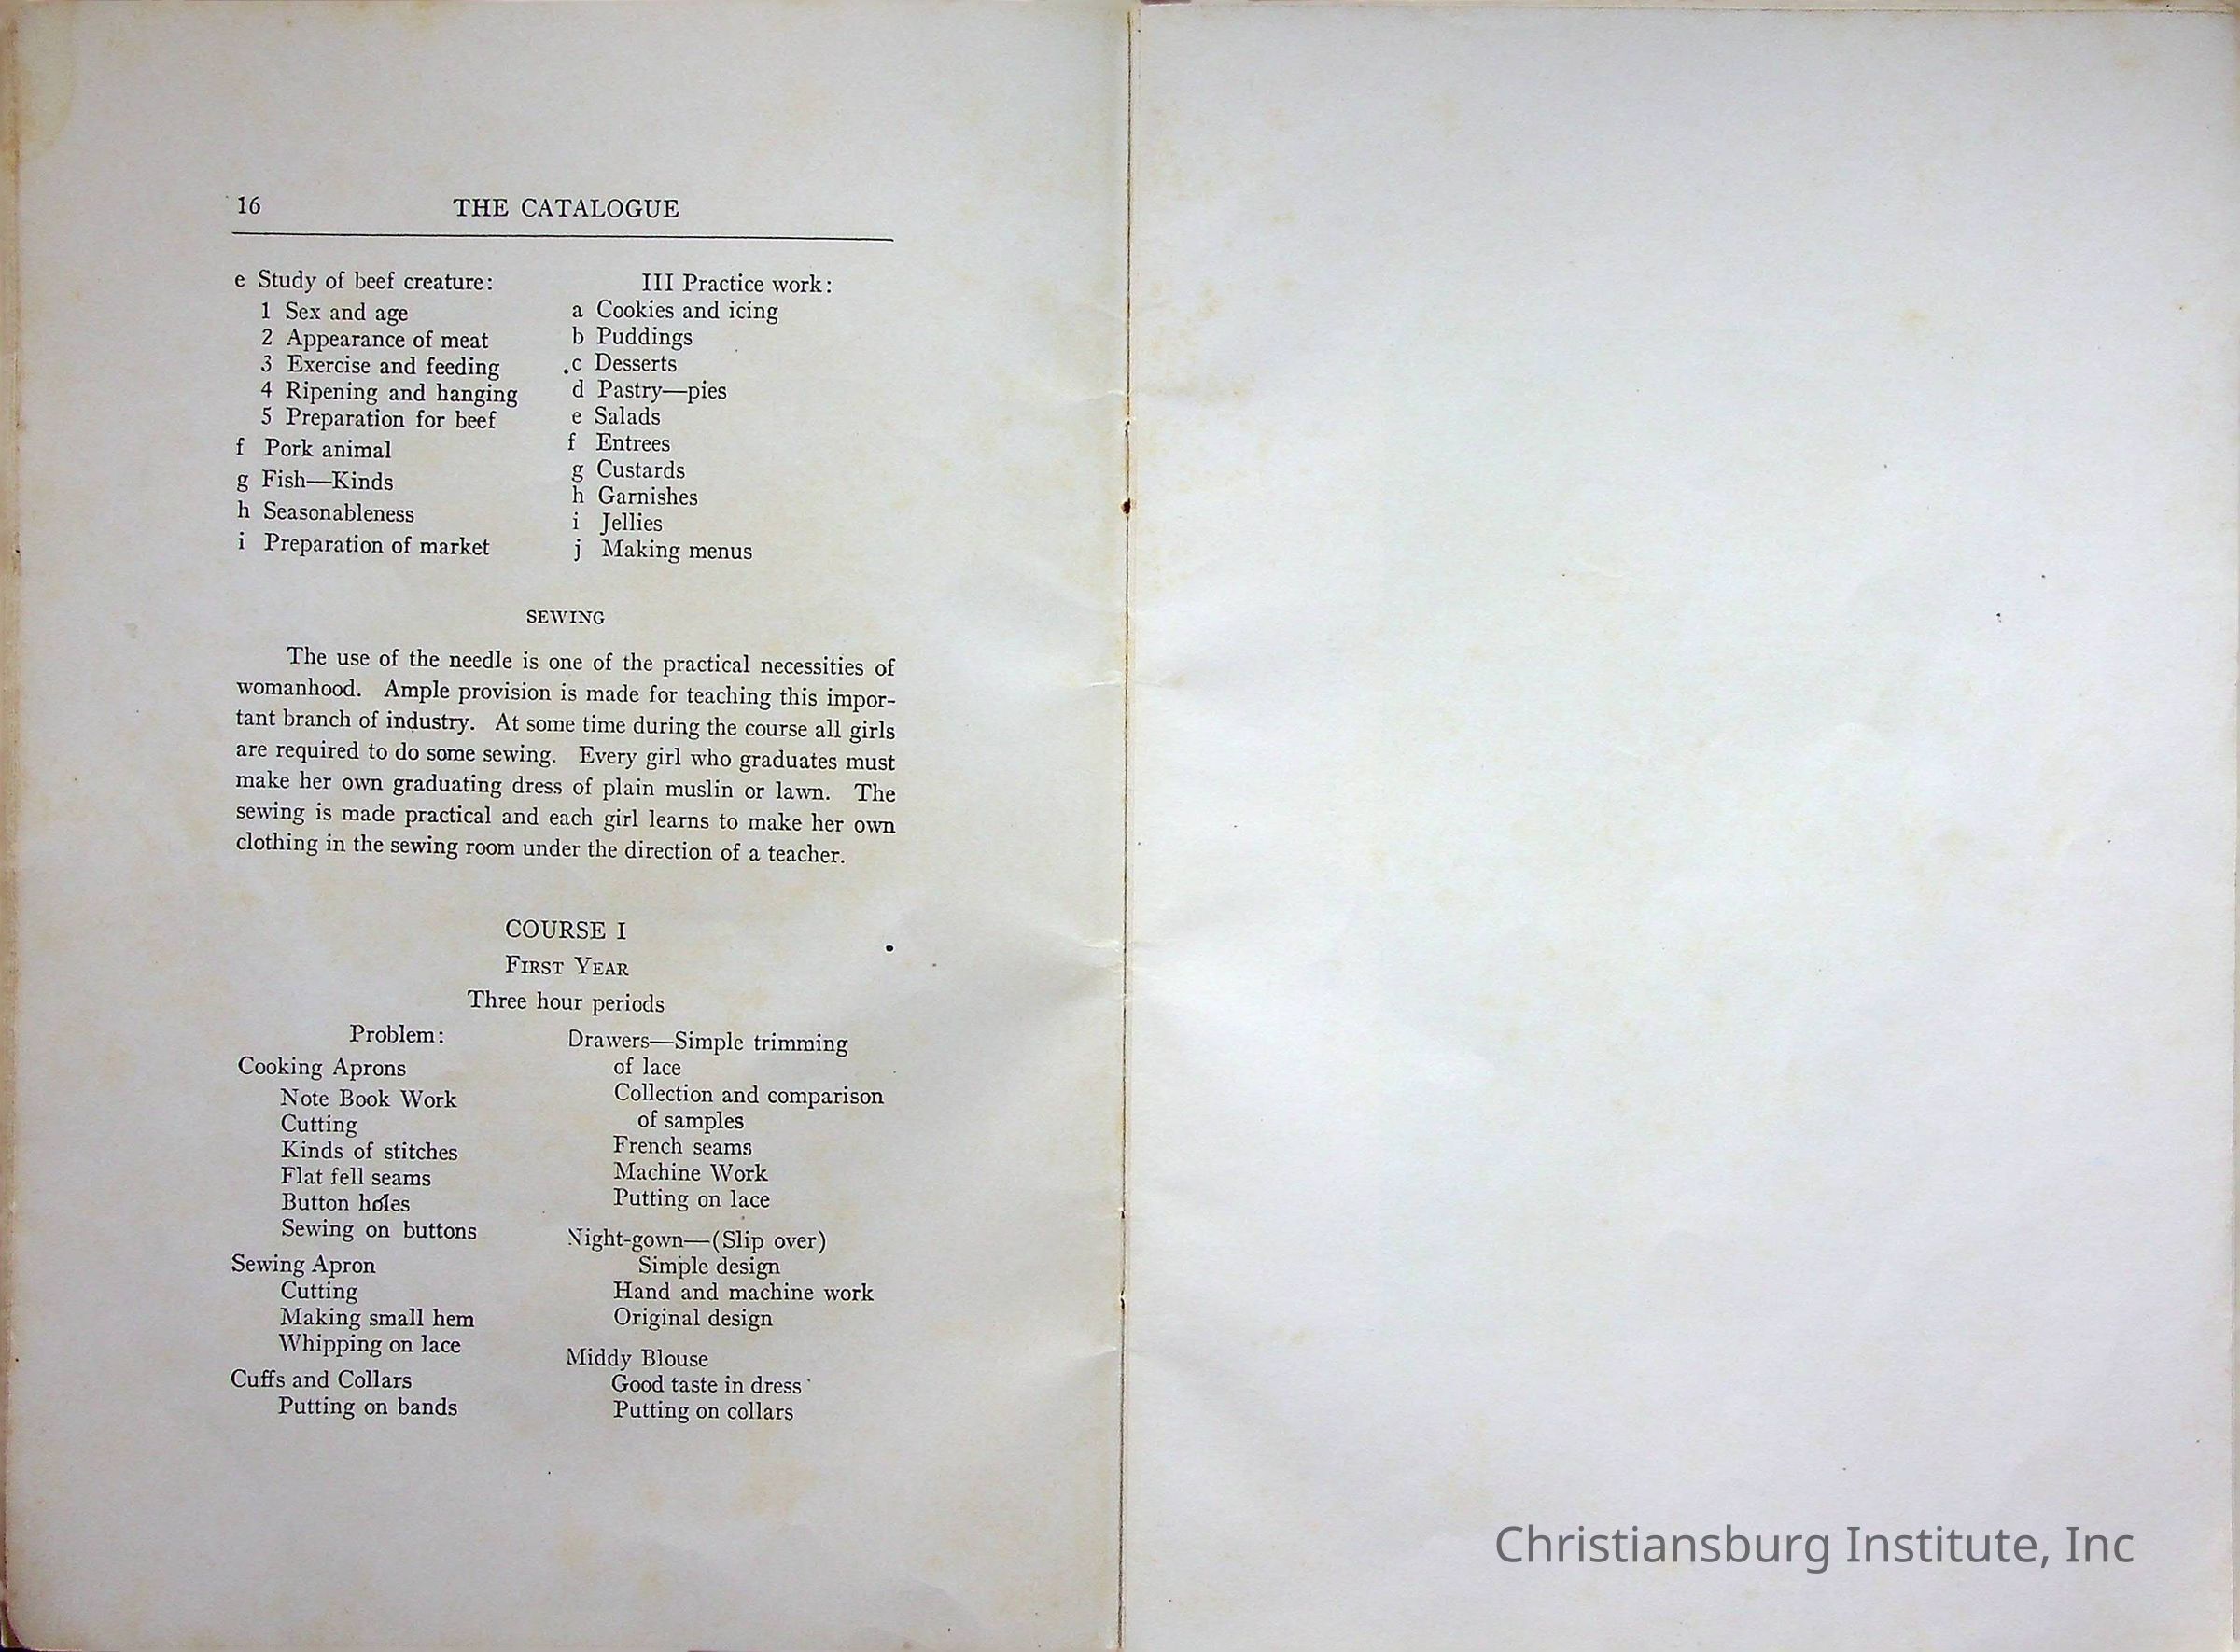 16
THE CATALOGUE
e Study of beef creature:
1 Sex and age
2 Appearance of meat
3 Exercise and feeding
4 Ripening and hanging
5 Preparation for beef
f Pork animal
g Fish—Kinds
h Seasonableness
i Preparation of market
III Practice work:
a Cookies and icing
b Puddings
c Desserts
d Pastry—pies
e Salads
f Entrees
g Custards
h Garnishes
i Jellies
j Making menus
SEWING
The use of the needle is one of the practical necessities of
womanhood. Ample provision is made for teaching this impor-
tant branch of industry. At some time during the course all girls
are required to do some sewing. Every girl who graduates must
make her own graduating dress of plain muslin or lawn. The
sewing is made practical and each girl learns to make her own
clothing in the sewing room under the direction of a teacher.
COURSE I
FIRST YEAR
Three hour periods
Problem:
Cooking Aprons
Note Book Work
Cutting
Kinds of stitches
Flat fell seams
Button holes
Sewing on buttons
Sewing Apron
Cutting
Making small hem
Whipping on lace
Cuffs and Collars
Putting on bands
Drawers—Simple trimming
of lace
Collection and comparison
of samples
French seams
Machine Work
Putting on lace
Night-gown—(Slip over)
Simple design
Hand and machine work
Original design
Middy Blouse
Good taste in dress
Putting on collars
Christiansburg Institute, Inc